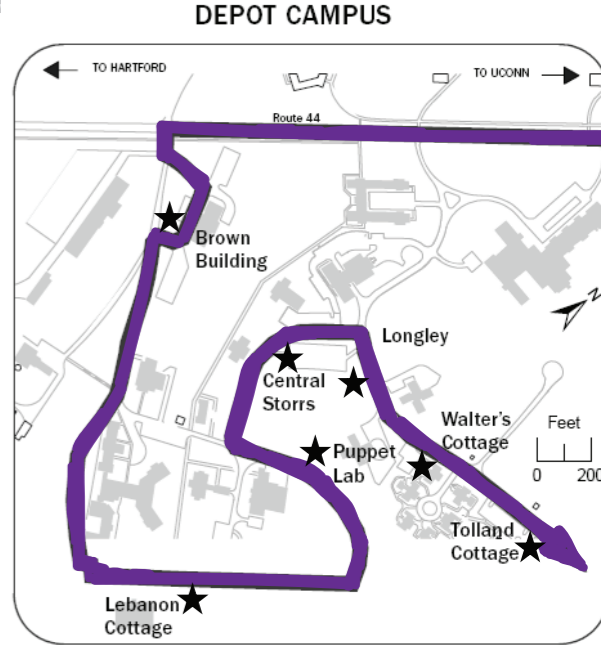 DEPOT CAMPUS
TO HARTFORD
TO UCONN
Route 44
Brown
Building
N
Longley
Central
Storrs
Walter's
Cottage
Feet
0 200
Puppet
Lab
Tolland
Cottage
Lebanon
Cottage